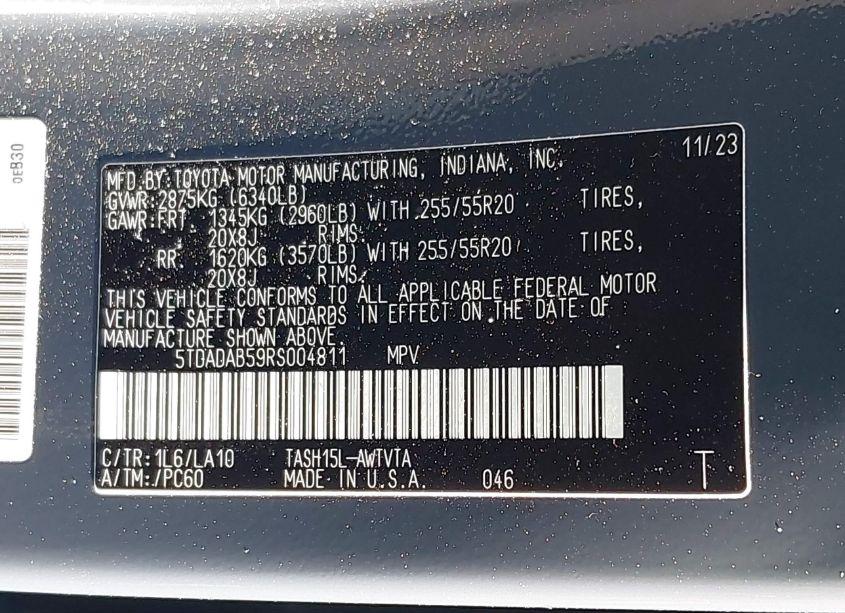 0EB30
11/23
MFD.BY:TOYOTA MOTOR MANUFACTURING, INDIANA, INC.
GVWR:2875KG (6340LB)
GAWR:FRT. 1345KG (2960LB) WITH 255/55R20 TIRES,
20X8J RIMS.
RR 1620KG (3570LB) WITH 255/55R20 TIRES,
20X8J RIMS.
THIS VEHICLE CONFORMS TO ALL APPLICABLE FEDERAL MOTOR
VEHICLE SAFETY STANDARDS IN EFFECT ON THE DATE OF
MANUFACTURE SHOWN ABOVE.
5TDADAB59RS004811 MPV
C/TR:1L6/LA10 TASH15L-AWTVTA
A/TM:/PC60 MADE IN U.S.A. 046 T